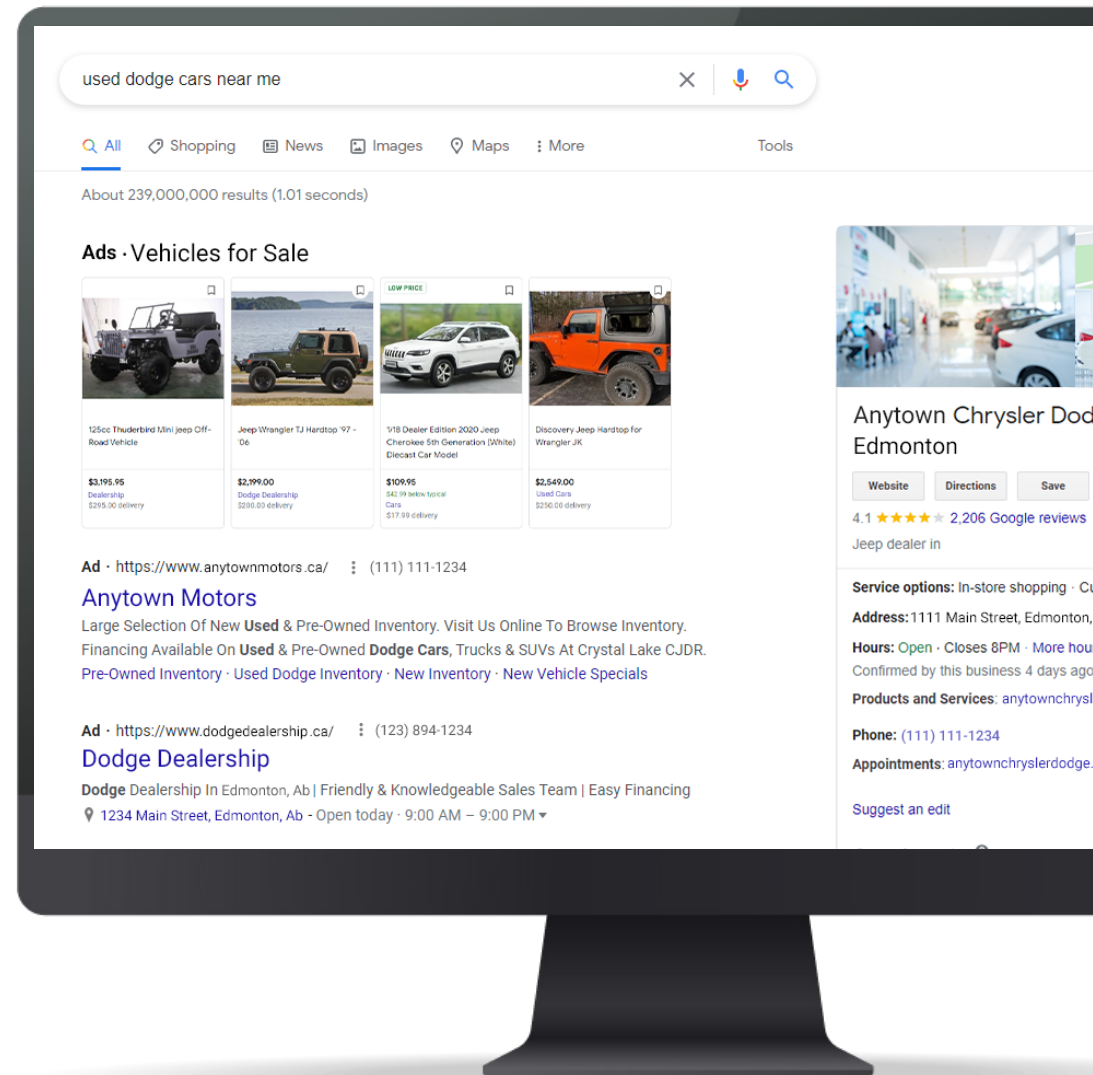 used dodge cars near me
All
Shopping
News
Images
Maps
More
Tools
About 239,000,000 results (1.01 seconds)
Ads · Vehicles for Sale
125cc Thuderbird Mini jeep Off-
Road Vehicle
$3,195.95
Dealership
$295.00 delivery
Jeep Wrangler TJ Hardtop '97 -
'06
$2,199.00
Dodge Dealership
$200.00 delivery
LOW PRICE
1/18 Dealer Edition 2020 Jeep
Cherokee 5th Generation (White)
Diecast Car Model
$109.95
$42.99 below typical
Cars
$17.99 delivery
Discovery Jeep Hardtop for
Wrangler JK
$2,549.00
Used Cars
$250.00 delivery
Ad · https://www.anytownmotors.ca/ (111) 111-1234
Anytown Motors
Large Selection Of New Used & Pre-Owned Inventory. Visit Us Online To Browse Inventory.
Financing Available On Used & Pre-Owned Dodge Cars, Trucks & SUVs At Crystal Lake CJDR.
Pre-Owned Inventory · Used Dodge Inventory · New Inventory · New Vehicle Specials
Ad · https://www.dodgedealership.ca/ (123) 894-1234
Dodge Dealership
Dodge Dealership In Edmonton, Ab | Friendly & Knowledgeable Sales Team | Easy Financing
1234 Main Street, Edmonton, Ab - Open today · 9:00 AM – 9:00 PM
Anytown Chrysler Dod
Edmonton
Website
Directions
Save
4.1 2,206 Google reviews
Jeep dealer in
Service options: In-store shopping · Cu
Address: 1111 Main Street, Edmonton,
Hours: Open · Closes 8PM · More hou
Confirmed by this business 4 days ago
Products and Services: anytownchrysl
Phone: (111) 111-1234
Appointments: anytownchryslerdodge.
Suggest an edit